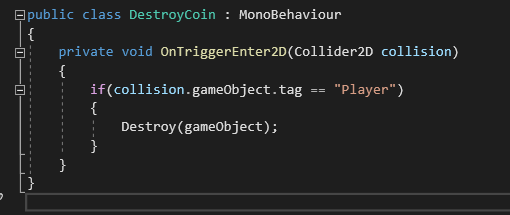 public class DestroyCoin : MonoBehaviour
{
    private void OnTriggerEnter2D(Collider2D collision)
    {
        if(collision.gameObject.tag == "Player")
        {
            Destroy(gameObject);
        }
    }
}